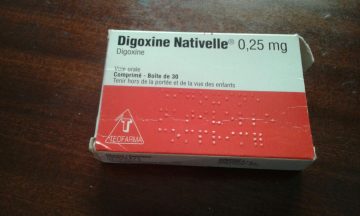 Digoxine Nativelle® 0,25 mg
Digoxine
Voie orale
Comprimé - Boîte de 30
Tenir hors de la portée et de la vue des enfants
TEOFARMA